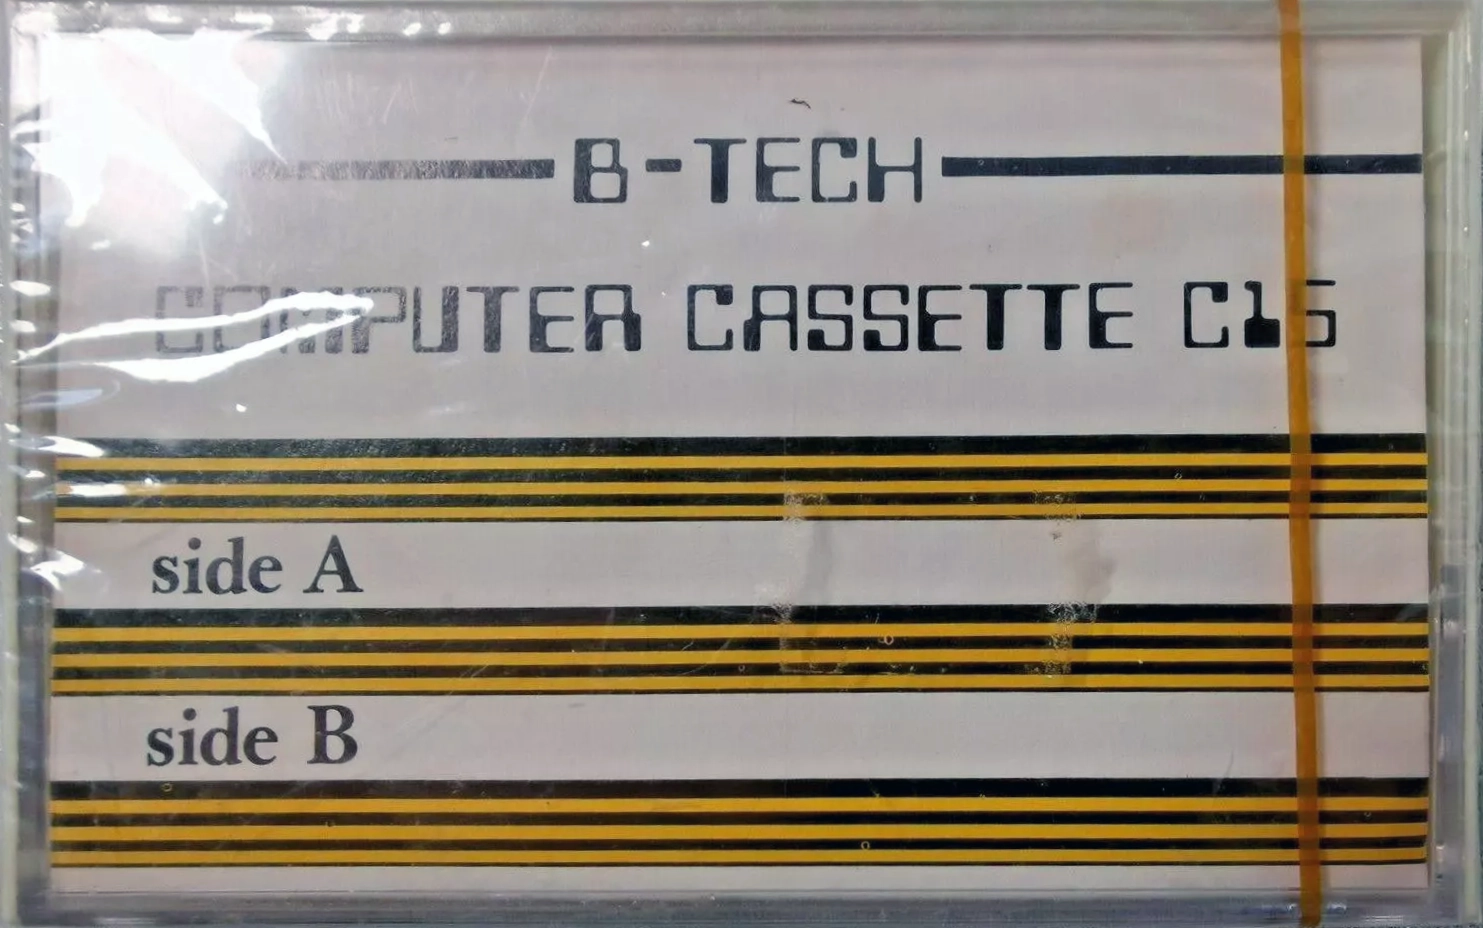 B-TECH
COMPUTER CASSETTE C15
side A
side B